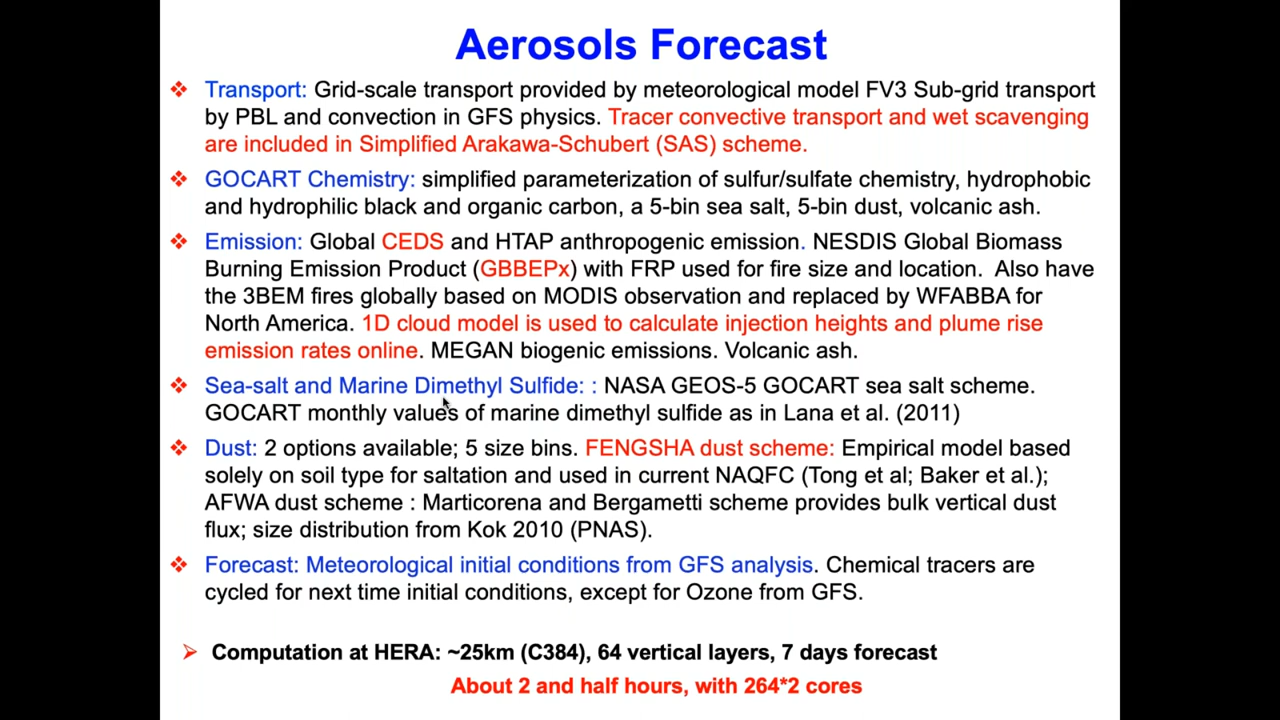 Aerosols Forecast
Transport: Grid-scale transport provided by meteorological model FV3 Sub-grid transport
by PBL and convection in GFS physics. Tracer convective transport and wet scavenging
are included in Simplified Arakawa-Schubert (SAS) scheme.
GOCART Chemistry: simplified parameterization of sulfur/sulfate chemistry, hydrophobic
and hydrophilic black and organic carbon, a 5-bin sea salt, 5-bin dust, volcanic ash.
Emission: Global CEDS and HTAP anthropogenic emission. NESDIS Global Biomass
Burning Emission Product (GBBEPx) with FRP used for fire size and location. Also have
the 3BEM fires globally based on MODIS observation and replaced by WFABBA for
North America. 1D cloud model is used to calculate injection heights and plume rise
emission rates online. MEGAN biogenic emissions. Volcanic ash.
Sea-salt and Marine Dimethyl Sulfide: : NASA GEOS-5 GOCART sea salt scheme.
GOCART monthly values of marine dimethyl sulfide as in Lana et al. (2011)
Dust: 2 options available; 5 size bins. FENGSHA dust scheme: Empirical model based
solely on soil type for saltation and used in current NAQFC (Tong et al; Baker et al.);
AFWA dust scheme : Marticorena and Bergametti scheme provides bulk vertical dust
flux; size distribution from Kok 2010 (PNAS).
Forecast: Meteorological initial conditions from GFS analysis. Chemical tracers are
cycled for next time initial conditions, except for Ozone from GFS.
Computation at HERA: ~25km (C384), 64 vertical layers, 7 days forecast
About 2 and half hours, with 264*2 cores